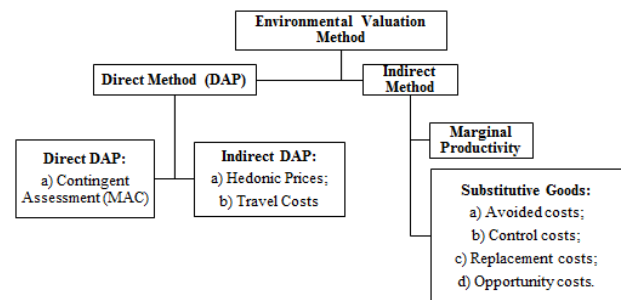 Environmental Valuation
Method
Direct Method (DAP)
Indirect
Method
Direct DAP:
a) Contingent
Assessment (MAC)
Indirect DAP:
a) Hedonic Prices;
b) Travel Costs
Marginal
Productivity
Substitutive Goods:
a) Avoided costs;
b) Control costs;
c) Replacement costs;
d) Opportunity costs.